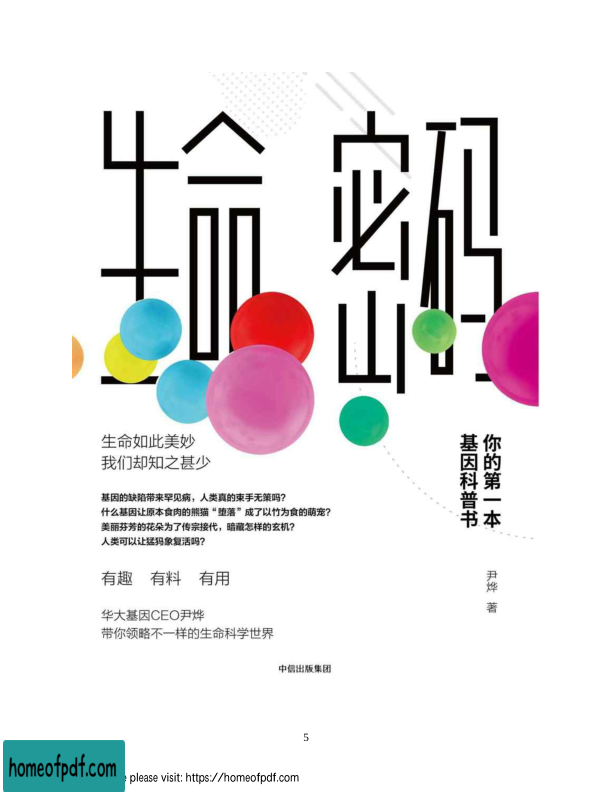 生命 密码
生命如此美妙
我们却知之甚少
你的第一本
基因科普书
基因的缺陷带来罕见病，人类真的束手无策吗？
什么基因让原本食肉的熊猫“堕落”成了以竹为食的萌宠？
美丽芬芳的花朵为了传宗接代，暗藏怎样的玄机？
人类可以让猛犸象复活吗？
有趣 有料 有用
尹烨 著
华大基因CEO尹烨
带你领略不一样的生命科学世界
中信出版集团
5
homeofpdf.com
e please visit: https://homeofpdf.com